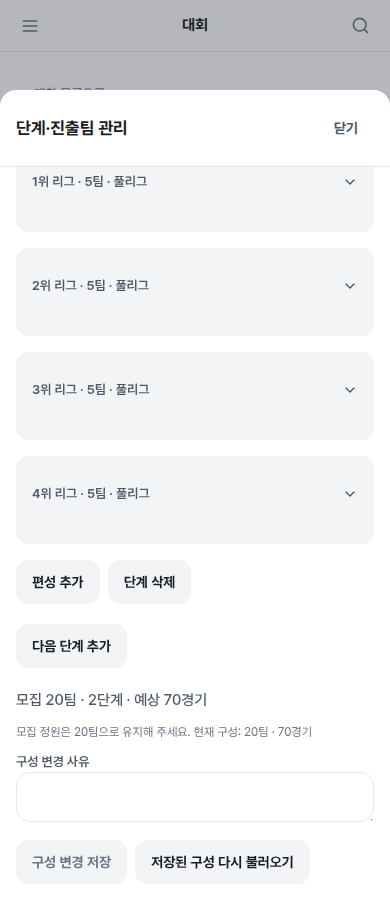 대회
단계·진출팀 관리
닫기
1위 리그 · 5팀 · 풀리그
2위 리그 · 5팀 · 풀리그
3위 리그 · 5팀 · 풀리그
4위 리그 · 5팀 · 풀리그
편성 추가
단계 삭제
다음 단계 추가
모집 20팀 · 2단계 · 예상 70경기
모집 정원은 20팀으로 유지해 주세요. 현재 구성: 20팀 · 70경기
구성 변경 사유
구성 변경 저장
저장된 구성 다시 불러오기